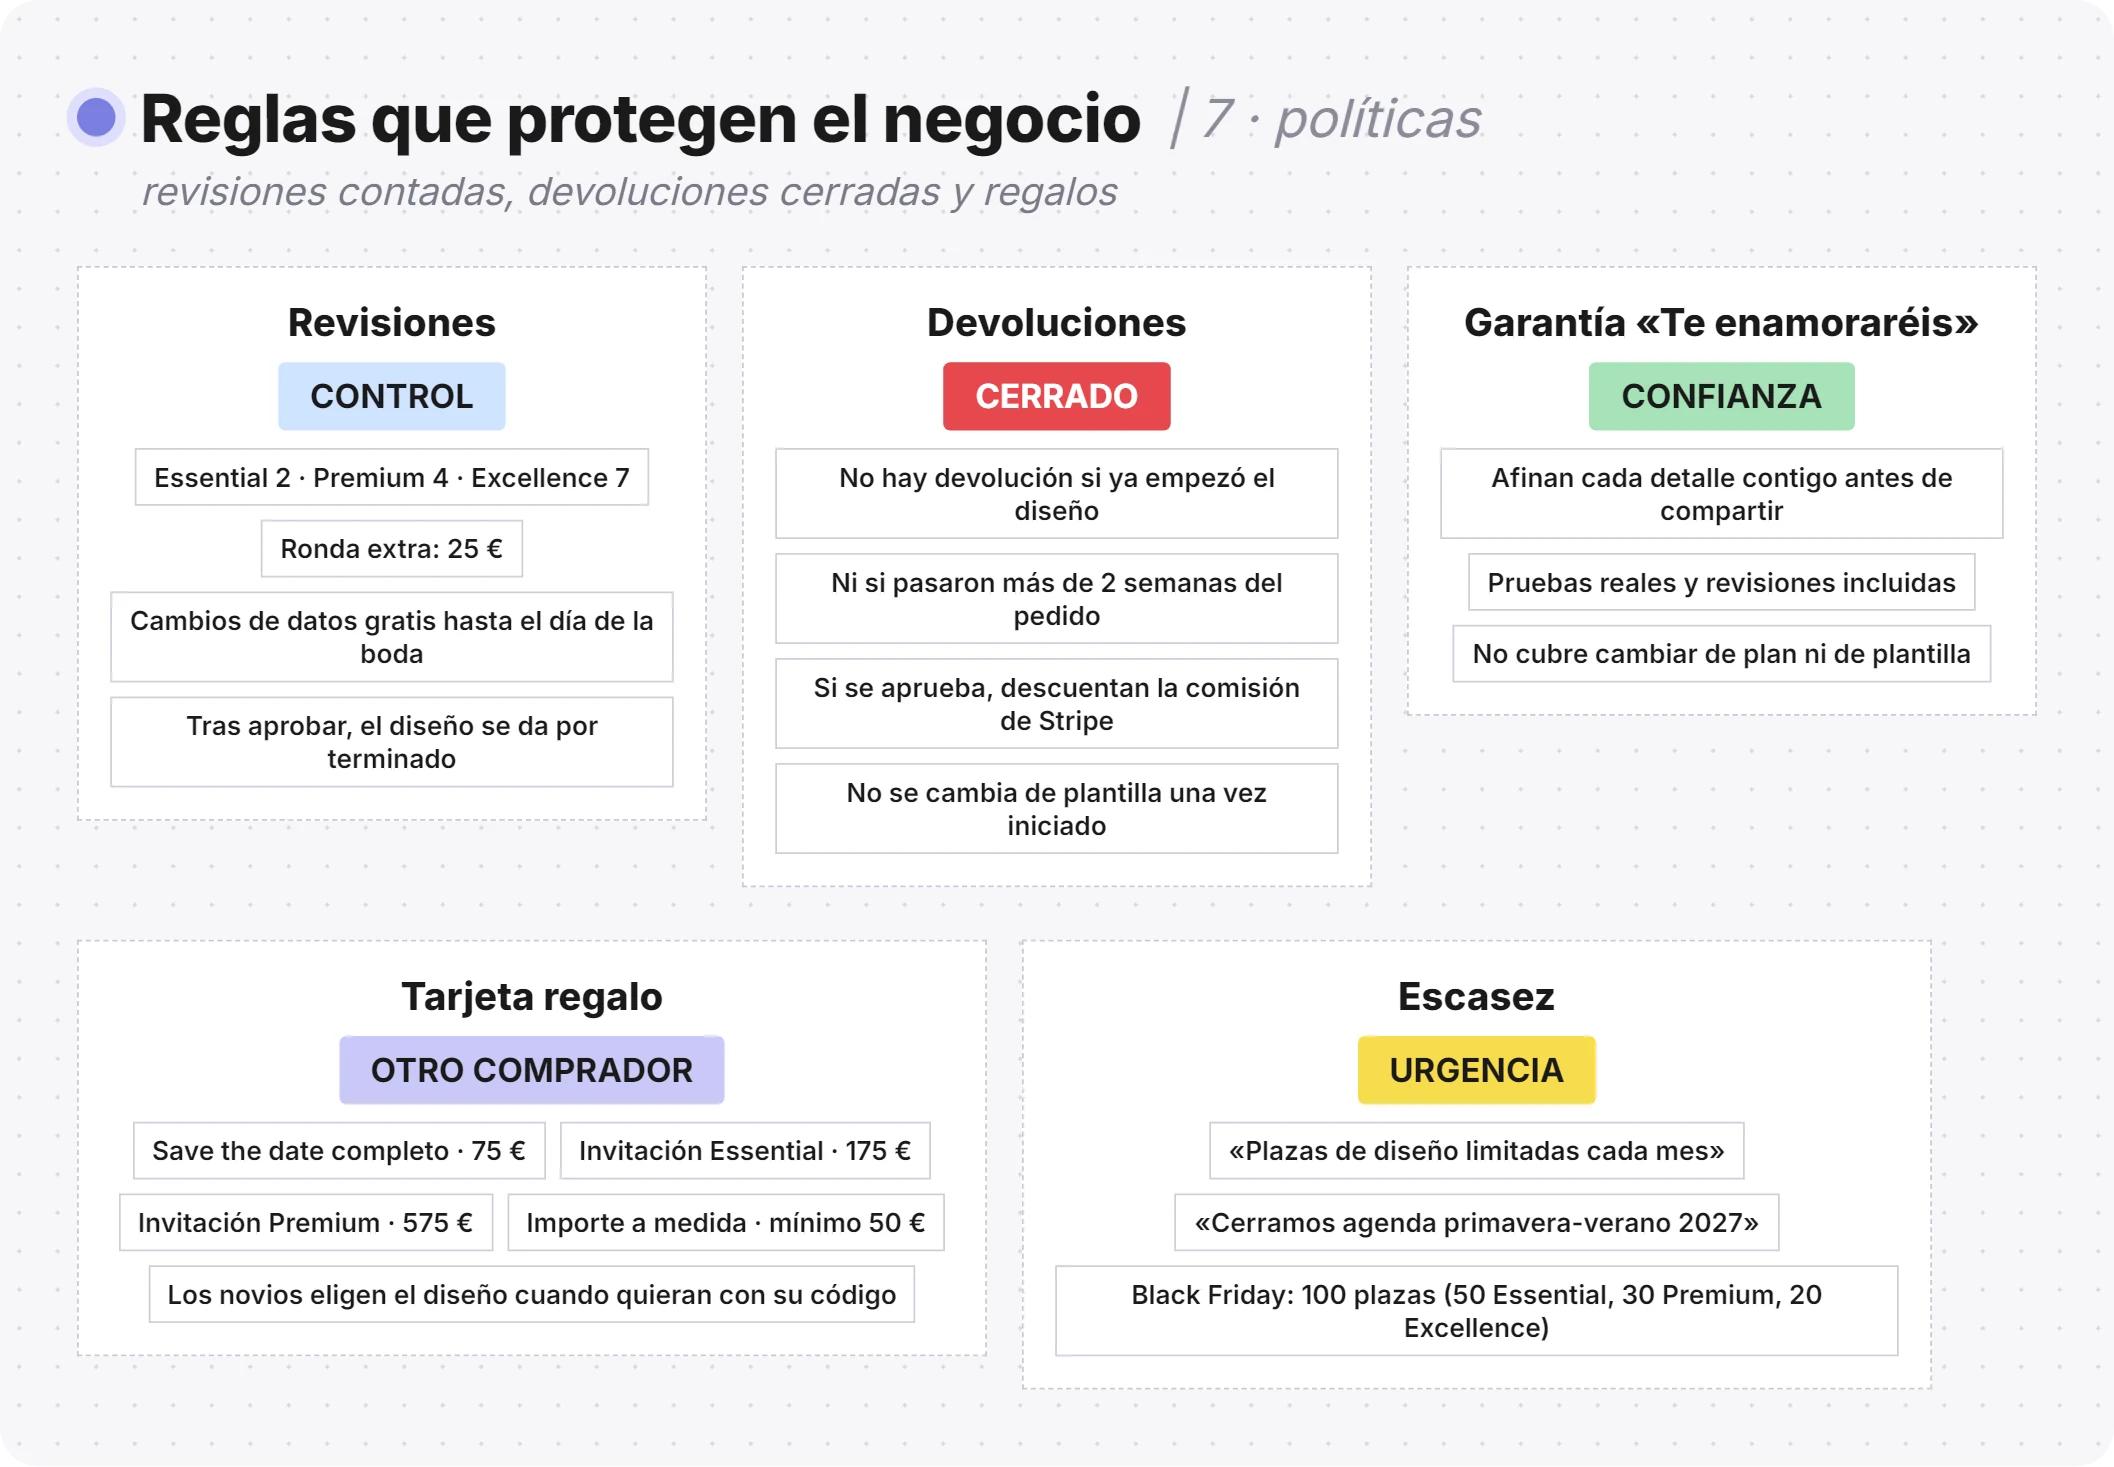 Reglas que protegen el negocio | 7 · políticas
revisiones contadas, devoluciones cerradas y regalos
Revisiones
CONTROL
Essential 2 · Premium 4 · Excellence 7
Ronda extra: 25 €
Cambios de datos gratis hasta el día de la
boda
Tras aprobar, el diseño se da por
terminado
Devoluciones
CERRADO
No hay devolución si ya empezó el
diseño
Ni si pasaron más de 2 semanas del
pedido
Si se aprueba, descuentan la comisión
de Stripe
No se cambia de plantilla una vez
iniciado
Garantía «Te enamoraréis»
CONFIANZA
Afinan cada detalle contigo antes de
compartir
Pruebas reales y revisiones incluidas
No cubre cambiar de plan ni de plantilla
Tarjeta regalo
OTRO COMPRADOR
Save the date completo · 75 €
Invitación Essential · 175 €
Invitación Premium · 575 €
Importe a medida · mínimo 50 €
Los novios eligen el diseño cuando quieran con su código
Escasez
URGENCIA
«Plazas de diseño limitadas cada mes»
«Cerramos agenda primavera-verano 2027»
Black Friday: 100 plazas (50 Essential, 30 Premium, 20
Excellence)